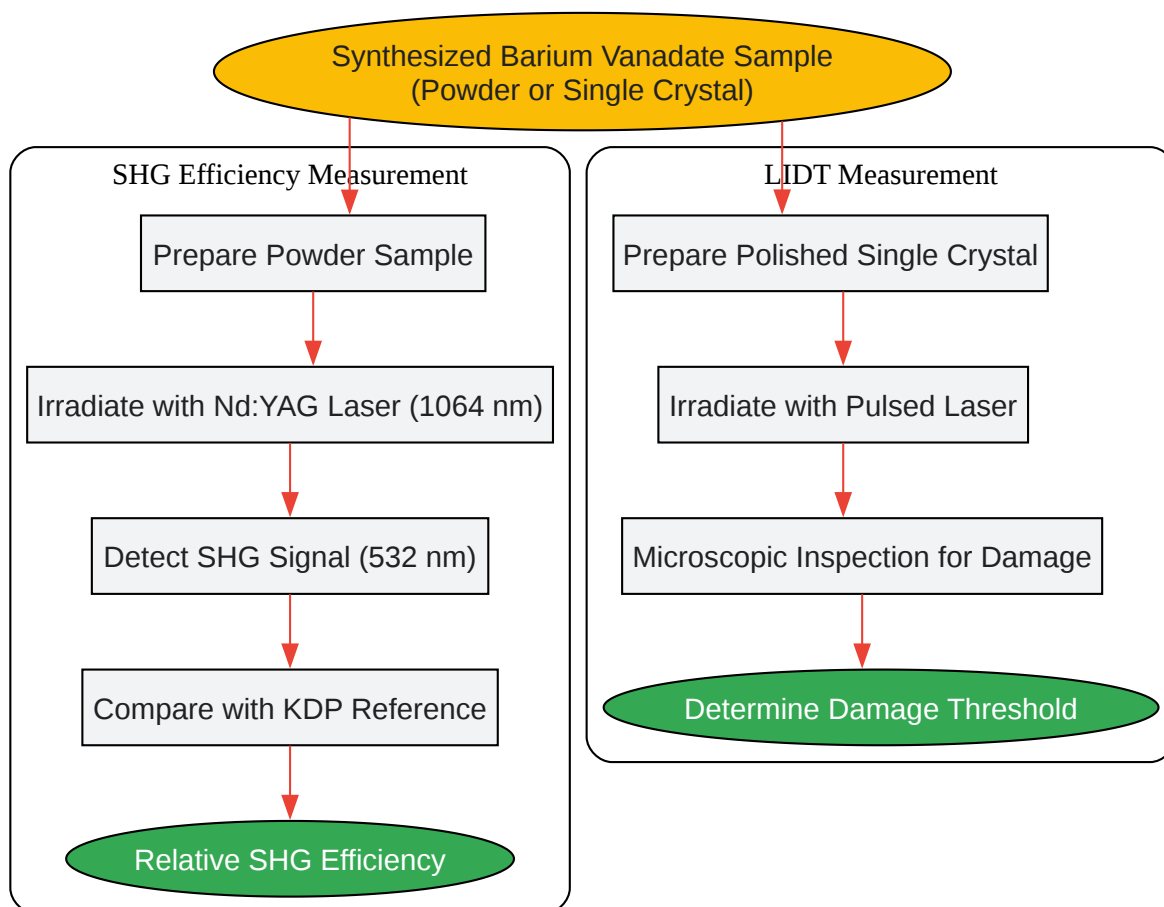 Synthesized Barium Vanadate Sample
(Powder or Single Crystal)
SHG Efficiency Measurement
Prepare Powder Sample
Irradiate with Nd:YAG Laser (1064 nm)
Detect SHG Signal (532 nm)
Compare with KDP Reference
Relative SHG Efficiency
LIDT Measurement
Prepare Polished Single Crystal
Irradiate with Pulsed Laser
Microscopic Inspection for Damage
Determine Damage Threshold